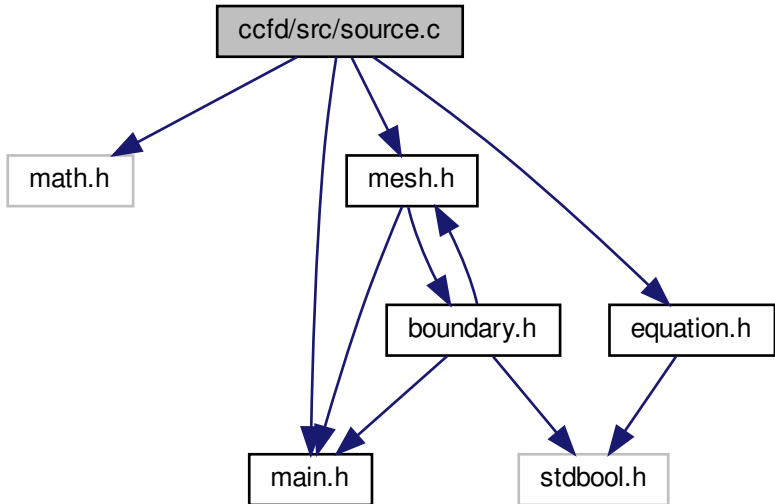 ccfd/src/source.c
math.h
mesh.h
boundary.h
equation.h
main.h
stdbool.h